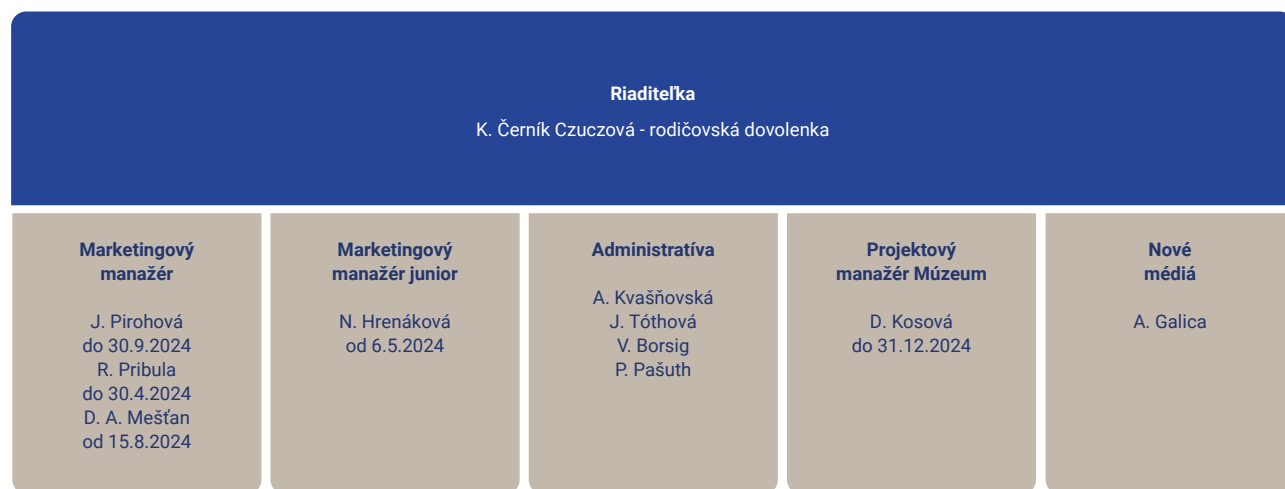 Riaditeľka
K. Černík Czuczová - rodičovská dovolenka
Marketingový
manažér
J. Pirohová
do 30.9.2024
R. Pribula
do 30.4.2024
D. A. Mešťan
od 15.8.2024
Marketingový
manažér junior
N. Hrenáková
od 6.5.2024
Administratíva
A. Kvašňovská
J. Tóthová
V. Borsig
P. Pašuth
Projektový
manažér Múzeum
D. Kosová
do 31.12.2024
Nové
médiá
A. Galica